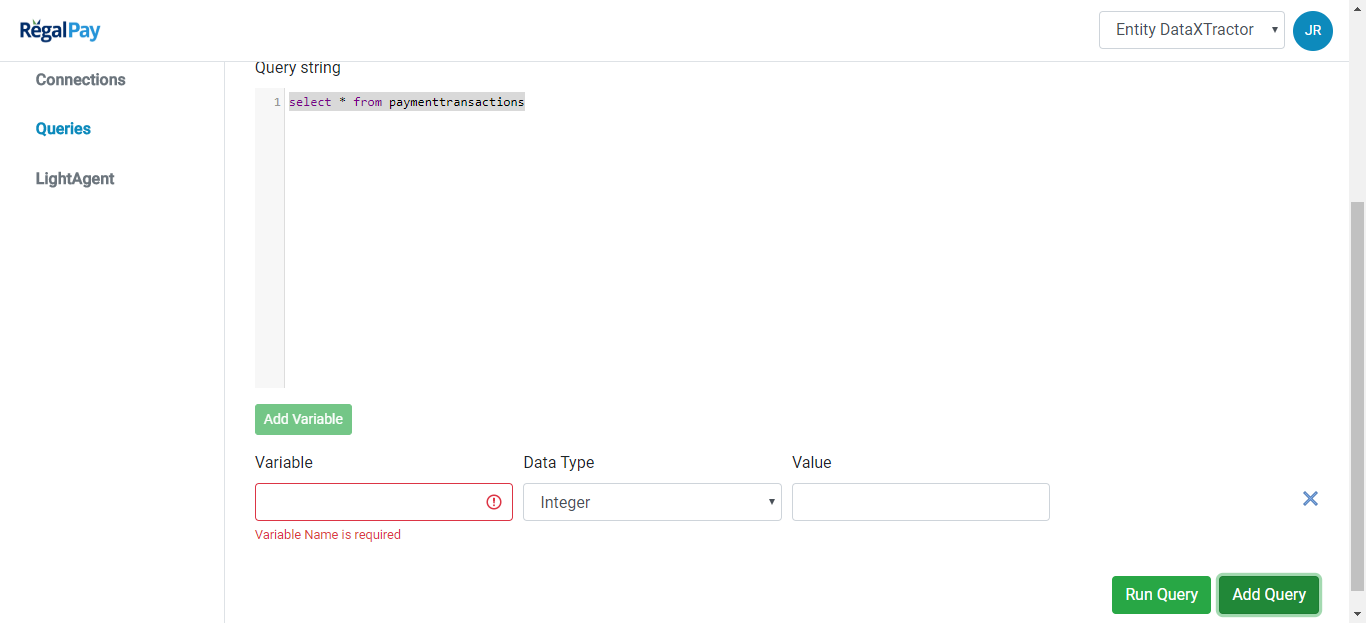 RegalPay
Entity DataXTractor
JR
Connections
Queries
LightAgent
Query string
1 select * from paymenttransactions
Add Variable
Variable Data Type Value
Integer
Variable Name is required
Run Query Add Query